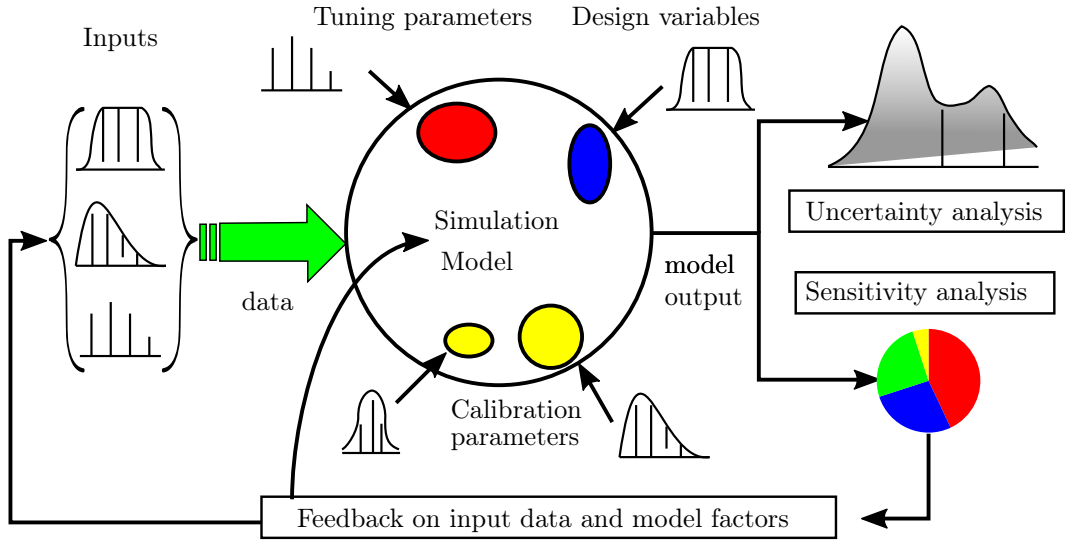 Inputs
Tuning parameters
Design variables
Simulation
Model
data
model
output
Uncertainty analysis
Sensitivity analysis
Calibration
parameters
Feedback on input data and model factors